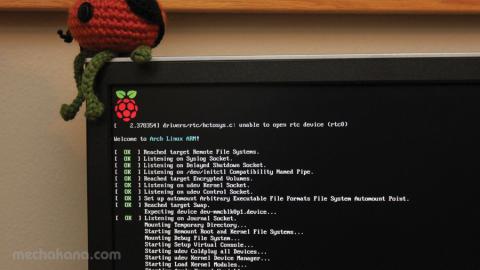 [    2.378354] drivers/rtc/hctosys.c: unable to open rtc device (rtc0)
Welcome to Arch Linux ARM!
[  OK  ] Reached target Remote File Systems.
[  OK  ] Listening on Syslog Socket.
[  OK  ] Listening on Delayed Shutdown Socket.
[  OK  ] Listening on /dev/initctl Compatibility Named Pipe.
[  OK  ] Reached target Encrypted Volumes.
[  OK  ] Listening on udev Kernel Socket.
[  OK  ] Listening on udev Control Socket.
[  OK  ] Set up automount Arbitrary Executable File Formats File System Automount Point.
[  OK  ] Reached target Swap.
Expecting device dev-mmcblk0p1.device...
[  OK  ] Listening on Journal Socket.
Mounting Temporary Directory...
Starting Remount Root and Kernel File Systems...
Mounting Debug File System...
Starting Setup Virtual Console...
Starting udev Coldplug all Devices...
Starting udev Kernel Device Manager...
Starting Load Kernel Modules...
mechakana.com